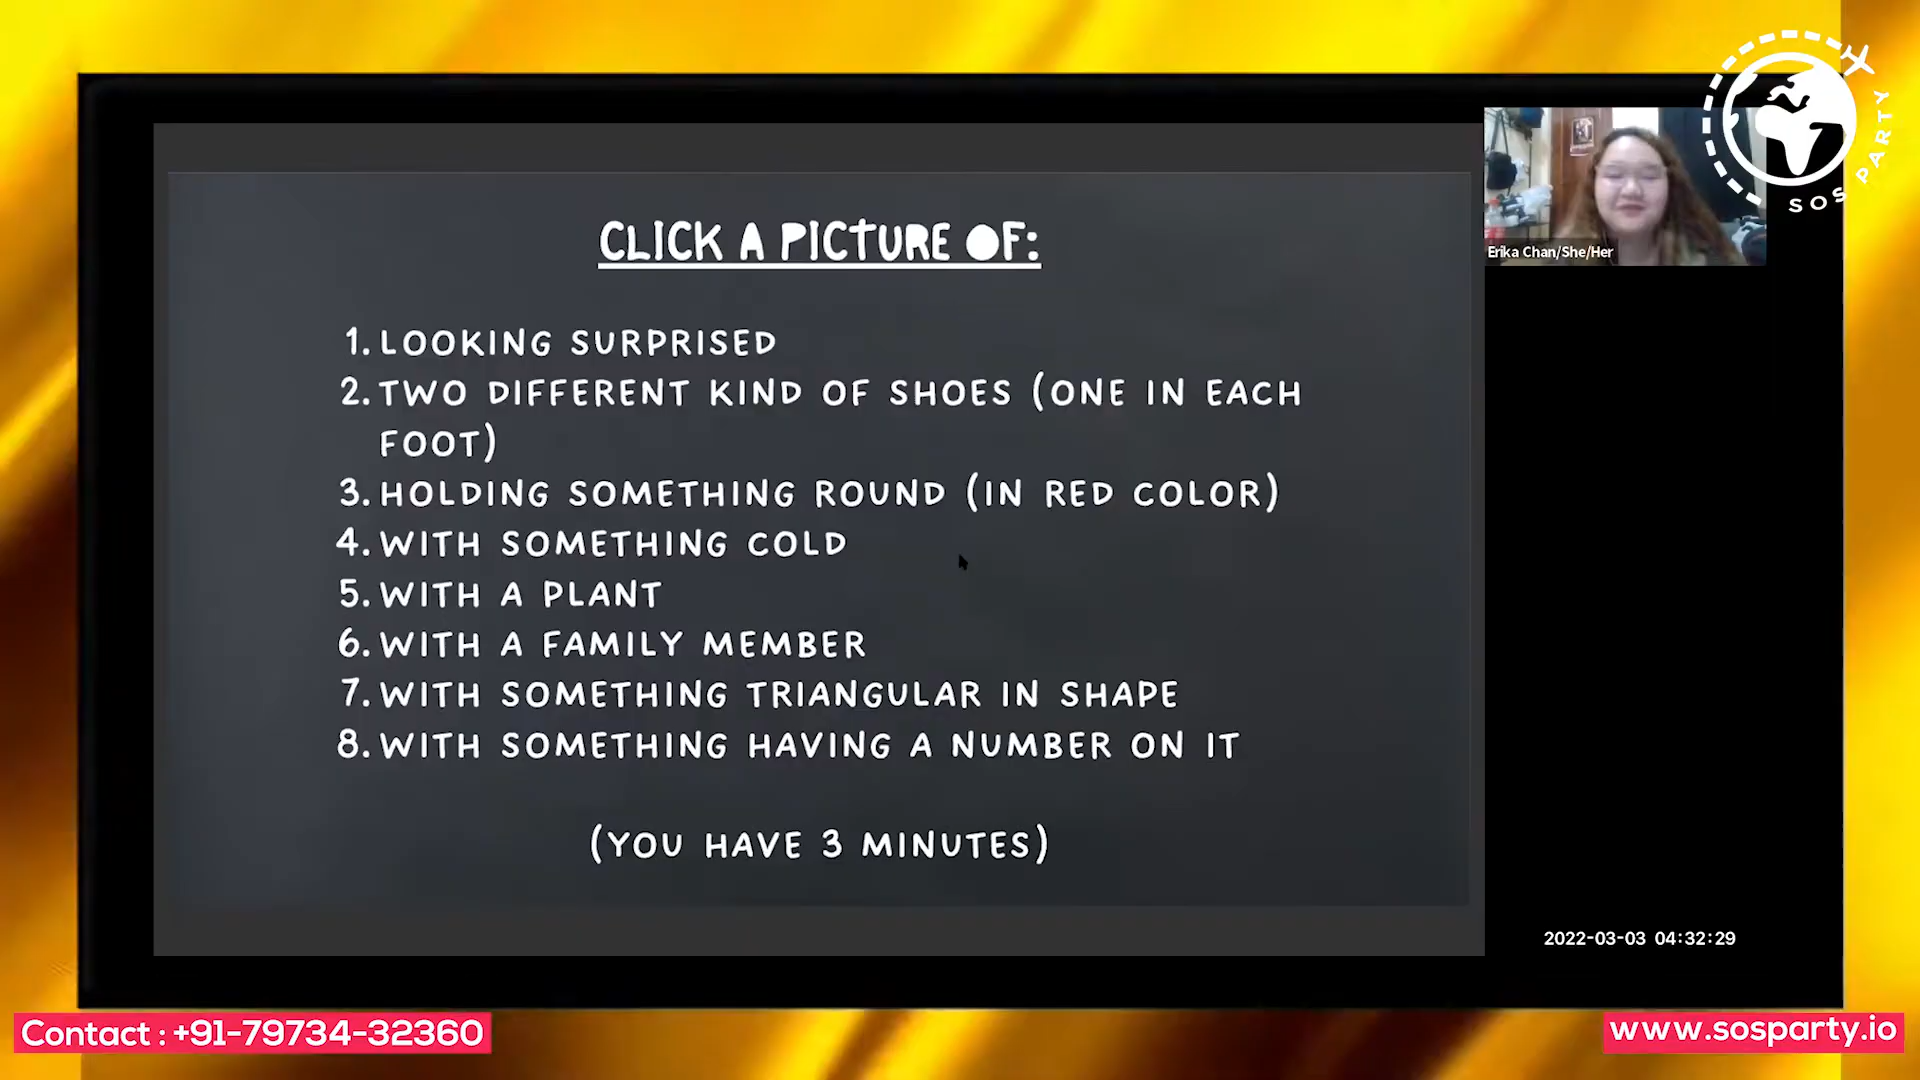 CLICK A PICTURE OF:
1. LOOKING SURPRISED
2. TWO DIFFERENT KIND OF SHOES (ONE IN EACH
FOOT)
3. HOLDING SOMETHING ROUND (IN RED COLOR)
4. WITH SOMETHING COLD
5. WITH A PLANT
6. WITH A FAMILY MEMBER
7. WITH SOMETHING TRIANGULAR IN SHAPE
8. WITH SOMETHING HAVING A NUMBER ON IT
(YOU HAVE 3 MINUTES)
SOS PARTY
Erika Chan/She/Her
2022-03-03 04:32:29
Contact : +91-79734-32360
www.sosparty.io